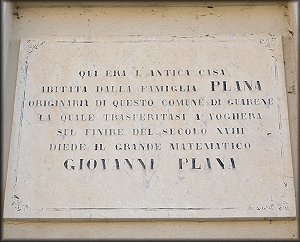 QUI ERA L'ANTICA CASA
ABITATA DALLA FAMIGLIA PLANA
ORIGINARIA DI QUESTO COMUNE DI GUARENE
LA QUALE TRASFERITASI A VOGHERA
SUL FINIRE DEL SECOLO XVIII
DIEDE IL GRANDE MATEMATICO
GIOVANNI PLANA